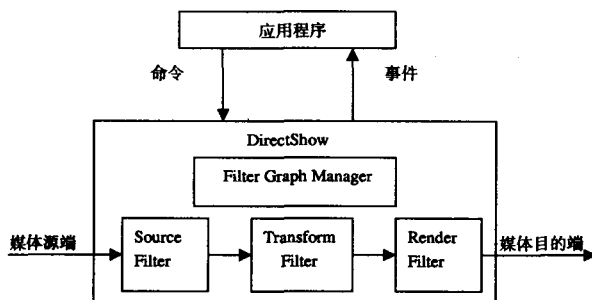 应用程序
命令
事件
DirectShow
Filter Graph Manager
媒体源端
Source
Filter
Transform
Filter
Render
Filter
媒体目的端